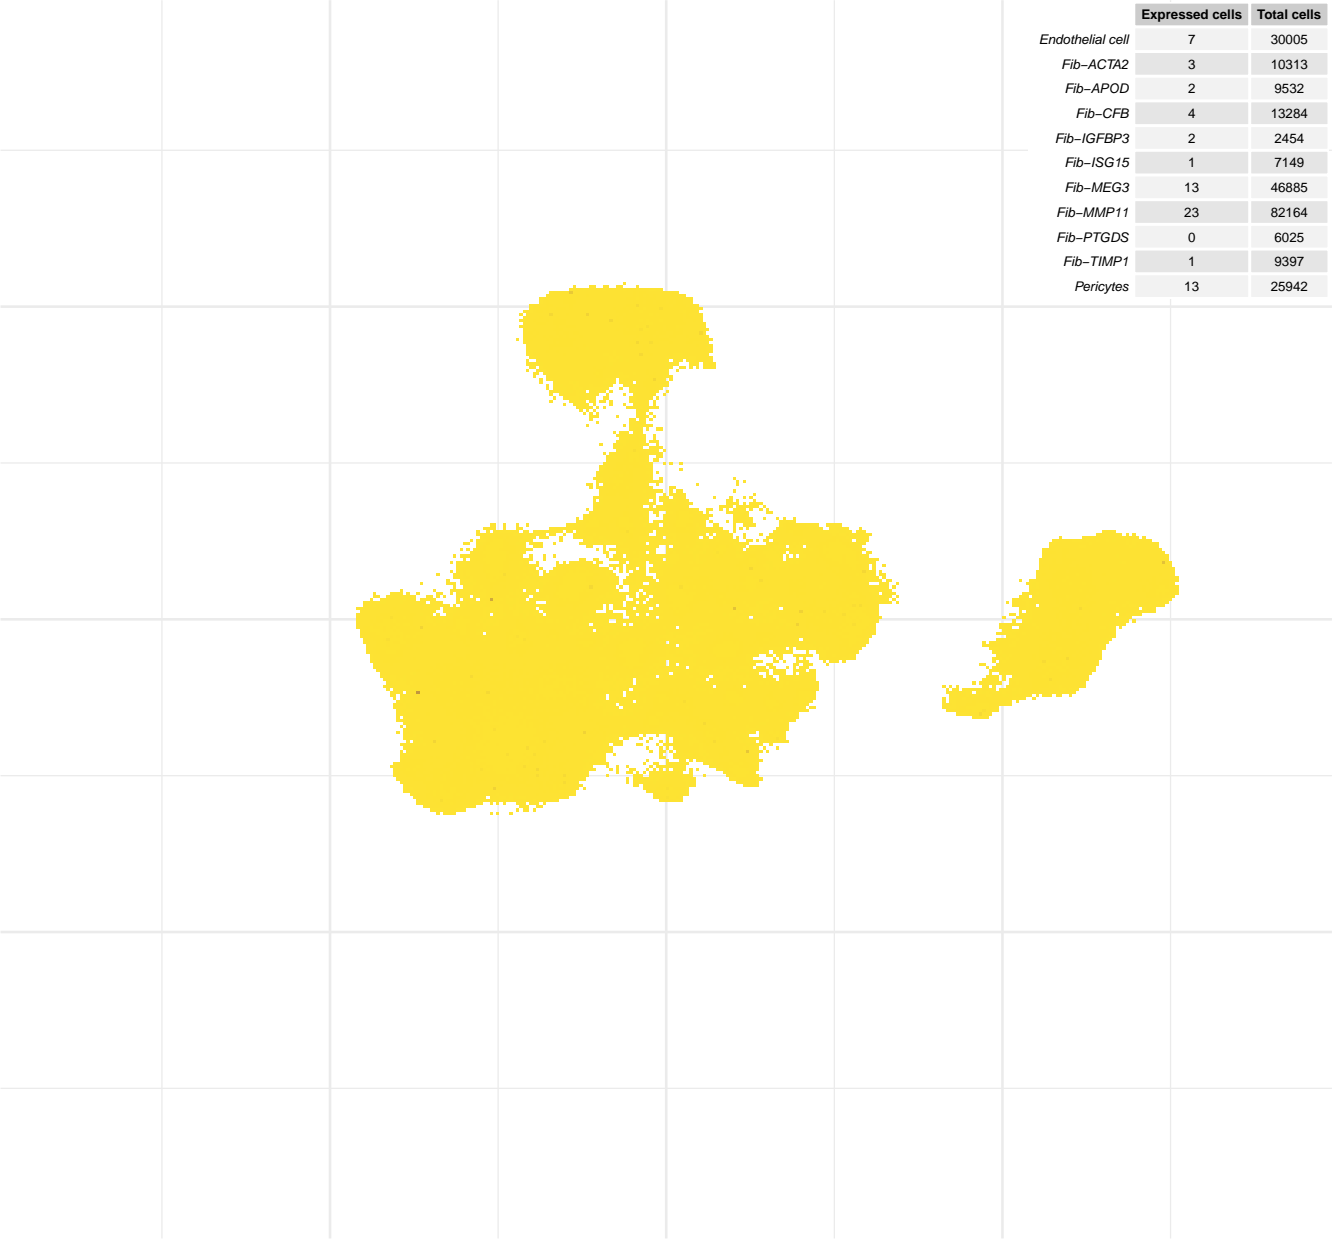 Expressed cells Total cells
Endothelial cell 7 30005
Fib−ACTA2 3 10313
Fib−APOD 2 9532
Fib−CFB 4 13284
Fib−IGFBP3 2 2454
Fib−ISG15 1 7149
Fib−MEG3 13 46885
Fib−MMP11 23 82164
Fib−PTGDS 0 6025
Fib−TIMP1 1 9397
Pericytes 13 25942